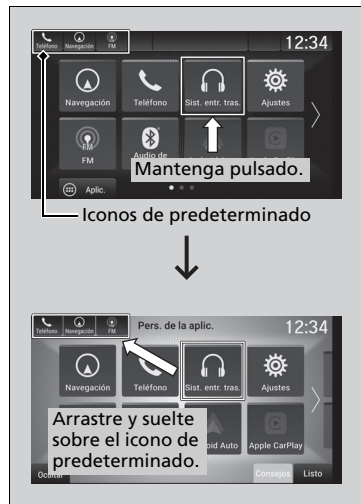 Teléfono Navegación FM 12:34
Navegación Teléfono Sist. entr. tras. Ajustes
FM
FM Audio de
Mantenga pulsado.
Aplic.
Iconos de predeterminado
Teléfono Navegación FM Pers. de la aplic. 12:34
Navegación Teléfono Sist. entr. tras. Ajustes
Arrastre y suelte
sobre el icono de
predeterminado.
oid Auto Apple CarPlay
Ocultar Consejos Listo